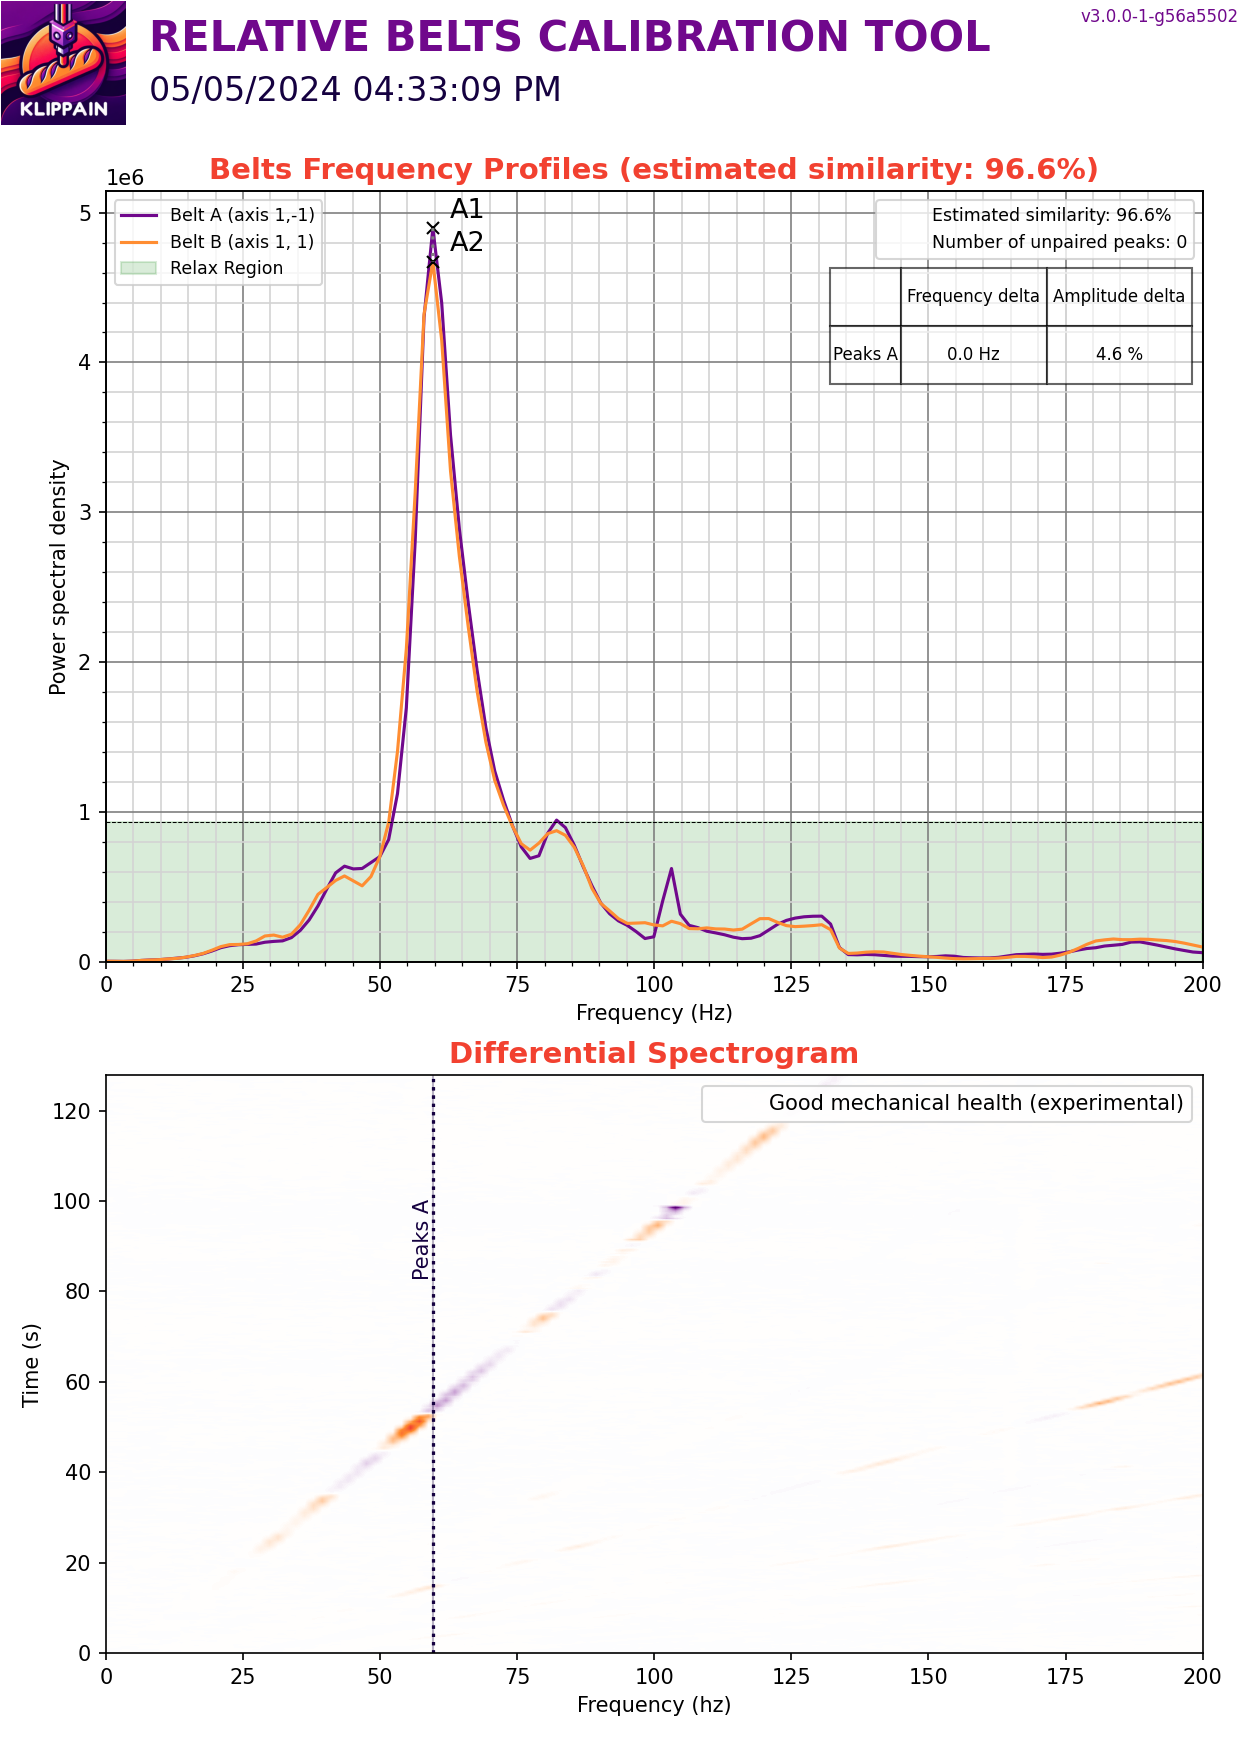 v3.0.0-1-g56a5502
RELATIVE BELTS CALIBRATION TOOL
05/05/2024 04:33:09 PM
KLIPPAIN
Belts Frequency Profiles (estimated similarity: 96.6%)
1e6
Belt A (axis 1,-1)
Belt B (axis 1, 1)
Relax Region
A1
A2
Estimated similarity: 96.6%
Number of unpaired peaks: 0
Frequency delta Amplitude delta
Peaks A 0.0 Hz 4.6 %
Power spectral density
5
4
3
2
1
0
0 25 50 75 100 125 150 175 200
Frequency (Hz)
Differential Spectrogram
Good mechanical health (experimental)
Peaks A
Time (s)
120
100
80
60
40
20
0
0 25 50 75 100 125 150 175 200
Frequency (hz)